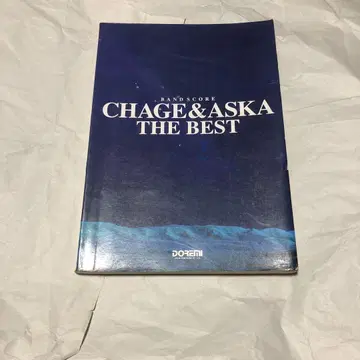 BAND SCORE
CHAGE&ASKA
THE BEST
DOREMI